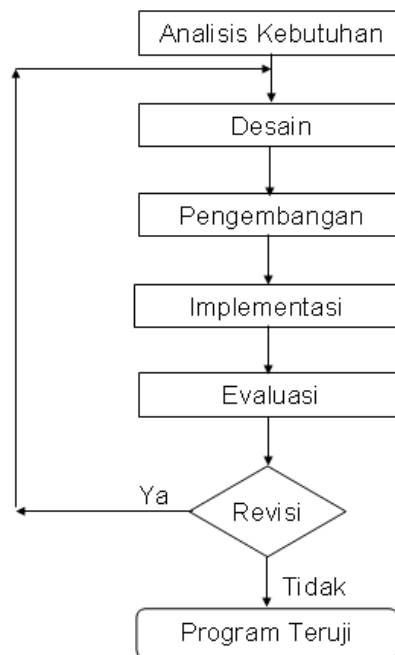 Analisis Kebutuhan
Desain
Pengembangan
Implementasi
Evaluasi
Ya
Revisi
Tidak
Program Teruji